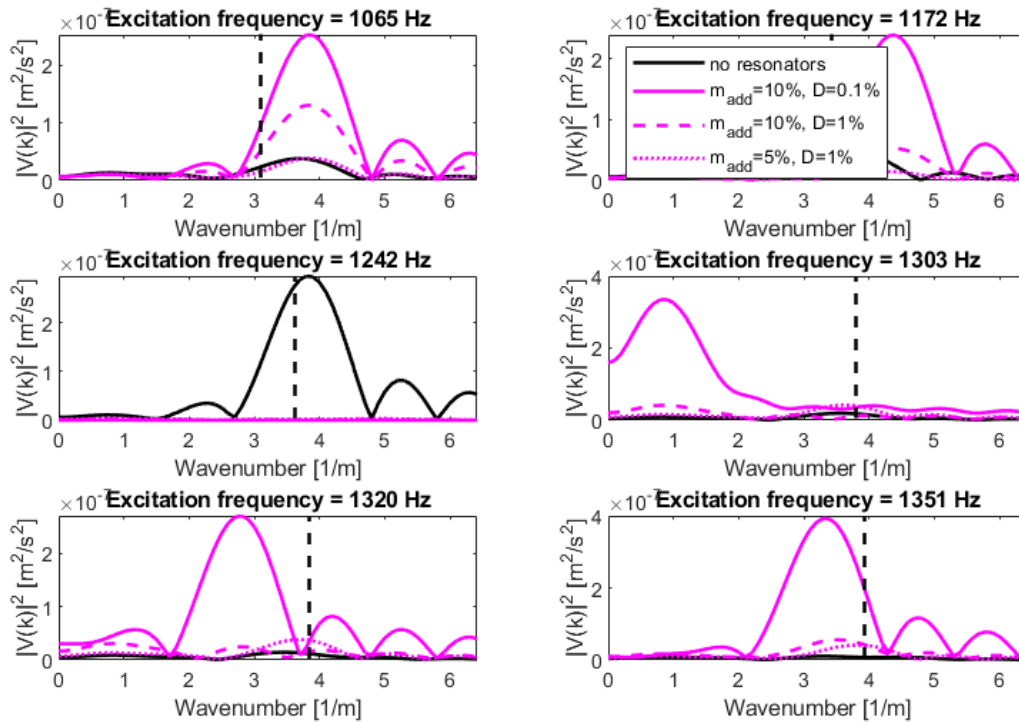 ×10⁻⁷ Excitation frequency = 1065 Hz
|V(k)|² [m²/s²]
2
1
0
0 1 2 3 4 5 6
Wavenumber [1/m]
Excitation frequency = 1172 Hz
|V(k)|² [m²/s²]
2
1
0
no resonators
m_add=10%, D=0.1%
m_add=10%, D=1%
m_add=5%, D=1%
0 1 2 3 4 5 6
Wavenumber [1/m]
×10⁻⁷ Excitation frequency = 1242 Hz
|V(k)|² [m²/s²]
2
1
0
0 1 2 3 4 5 6
Wavenumber [1/m]
×10⁻⁷ Excitation frequency = 1303 Hz
|V(k)|² [m²/s²]
4
2
0
0 1 2 3 4 5 6
Wavenumber [1/m]
×10⁻⁷ Excitation frequency = 1320 Hz
|V(k)|² [m²/s²]
2
1
0
0 1 2 3 4 5 6
Wavenumber [1/m]
×10⁻⁷ Excitation frequency = 1351 Hz
|V(k)|² [m²/s²]
4
2
0
0 1 2 3 4 5 6
Wavenumber [1/m]